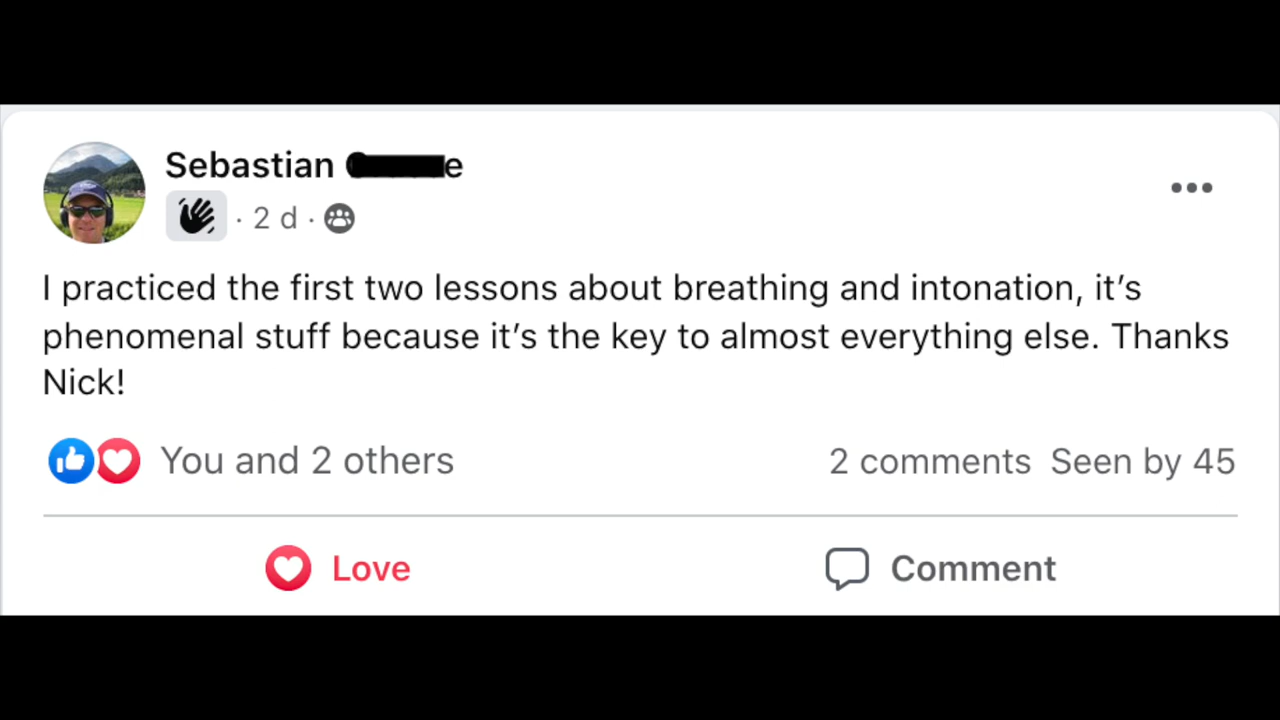 Sebastian
· 2 d ·
I practiced the first two lessons about breathing and intonation, it’s
phenomenal stuff because it’s the key to almost everything else. Thanks
Nick!
You and 2 others
2 comments Seen by 45
Love
Comment